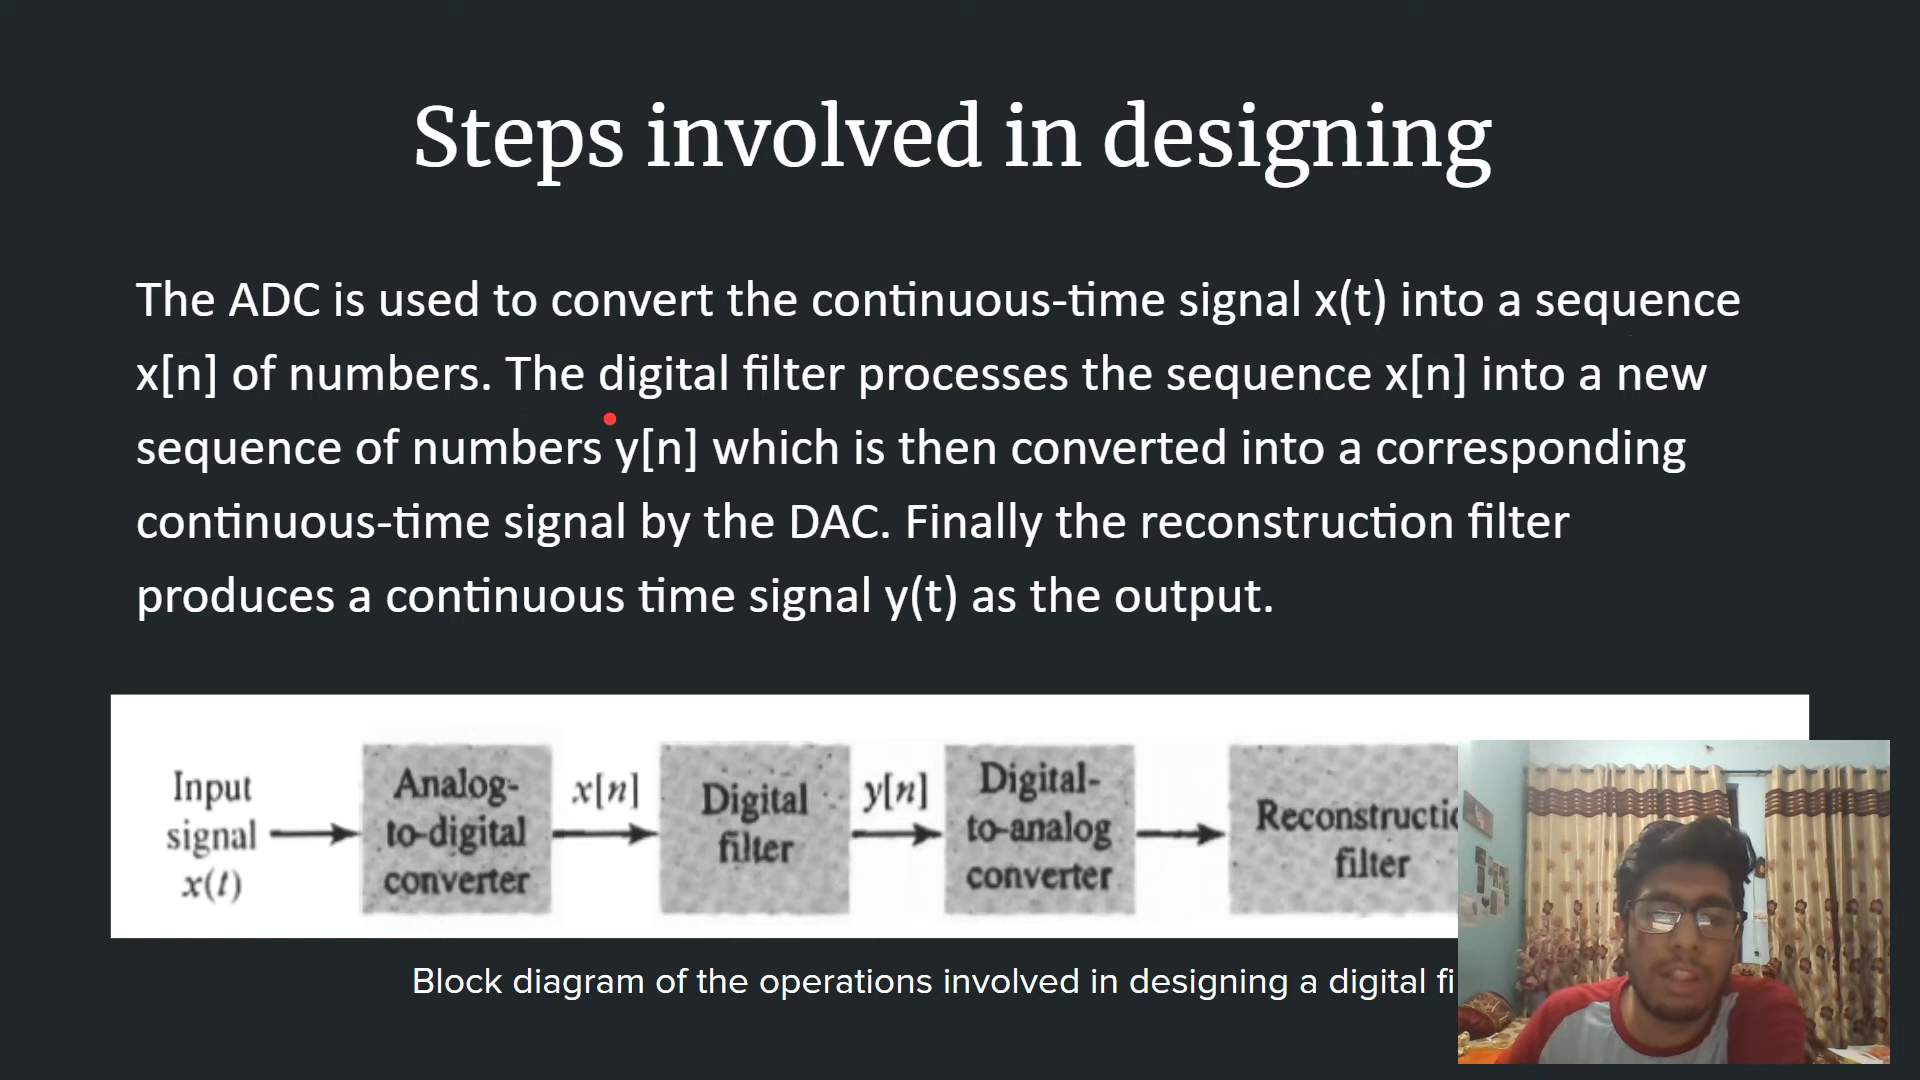 Steps involved in designing
The ADC is used to convert the continuous-time signal x(t) into a sequence
x[n] of numbers. The digital filter processes the sequence x[n] into a new
sequence of numbers y[n] which is then converted into a corresponding
continuous-time signal by the DAC. Finally the reconstruction filter
produces a continuous time signal y(t) as the output.
Input
signal
x(t)
Analog-
to-digital
converter
x[n]
Digital
filter
y[n]
Digital-
to-analog
converter
Reconstructio
filter
Block diagram of the operations involved in designing a digital fi